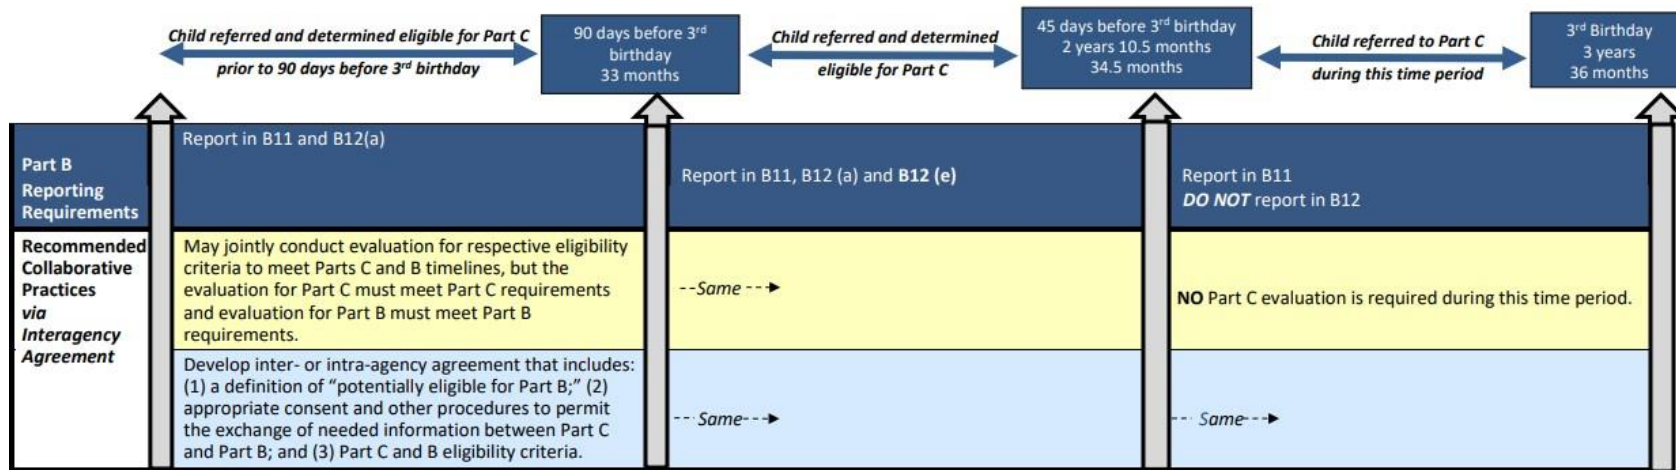 Child referred and determined eligible for Part C
prior to 90 days before 3rd birthday
90 days before 3rd
birthday
33 months
Child referred and determined
eligible for Part C
45 days before 3rd birthday
2 years 10.5 months
34.5 months
Child referred to Part C
during this time period
3rd Birthday
3 years
36 months
Part B
Reporting
Requirements
Report in B11 and B12(a)
Report in B11, B12 (a) and B12 (e)
Report in B11
DO NOT report in B12
Recommended
Collaborative
Practices
via
Interagency
Agreement
May jointly conduct evaluation for respective eligibility
criteria to meet Parts C and B timelines, but the
evaluation for Part C must meet Part C requirements
and evaluation for Part B must meet Part B
requirements.
Same
NO Part C evaluation is required during this time period.
Develop inter- or intra-agency agreement that includes:
(1) a definition of “potentially eligible for Part B;” (2)
appropriate consent and other procedures to permit
the exchange of needed information between Part C
and Part B; and (3) Part C and B eligibility criteria.
Same
Same